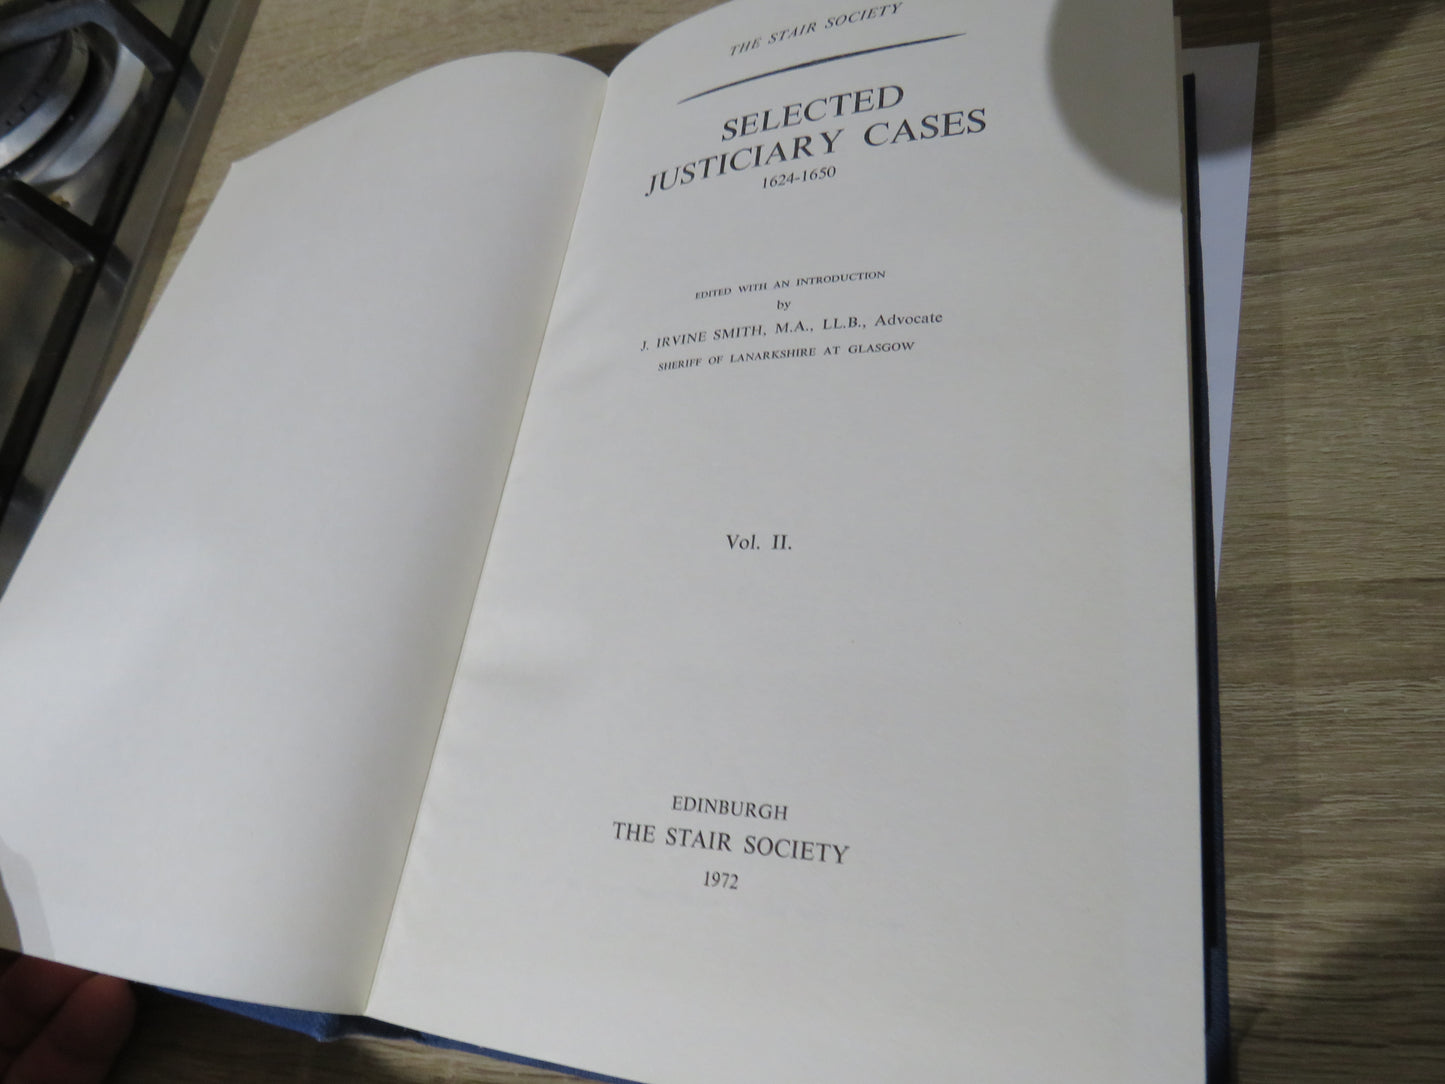 THE STAIR SOCIETY
SELECTED
JUSTICIARY CASES
1624-1650
EDITED WITH AN INTRODUCTION
by
J. IRVINE SMITH, M.A., LL.B., Advocate
SHERIFF OF LANARKSHIRE AT GLASGOW
Vol. II.
EDINBURGH
THE STAIR SOCIETY
1972